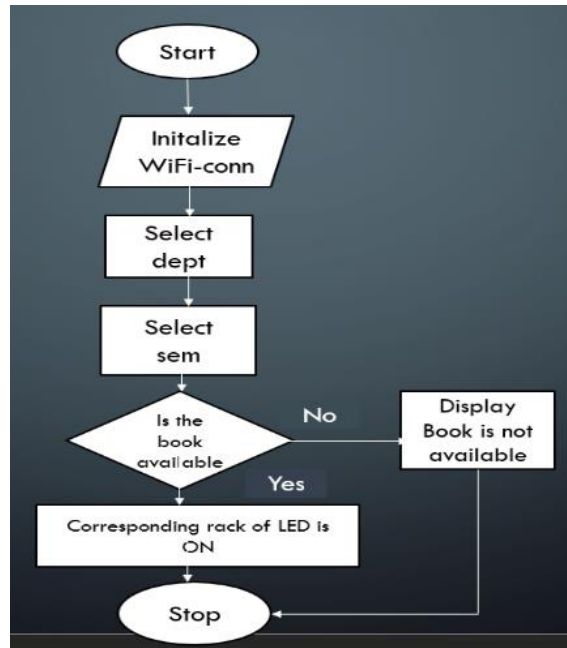 Start
Initalize
WiFi-conn
Select
dept
Select
sem
Is the
book
available
No
Display
Book is not
available
Yes
Corresponding rack of LED is
ON
Stop